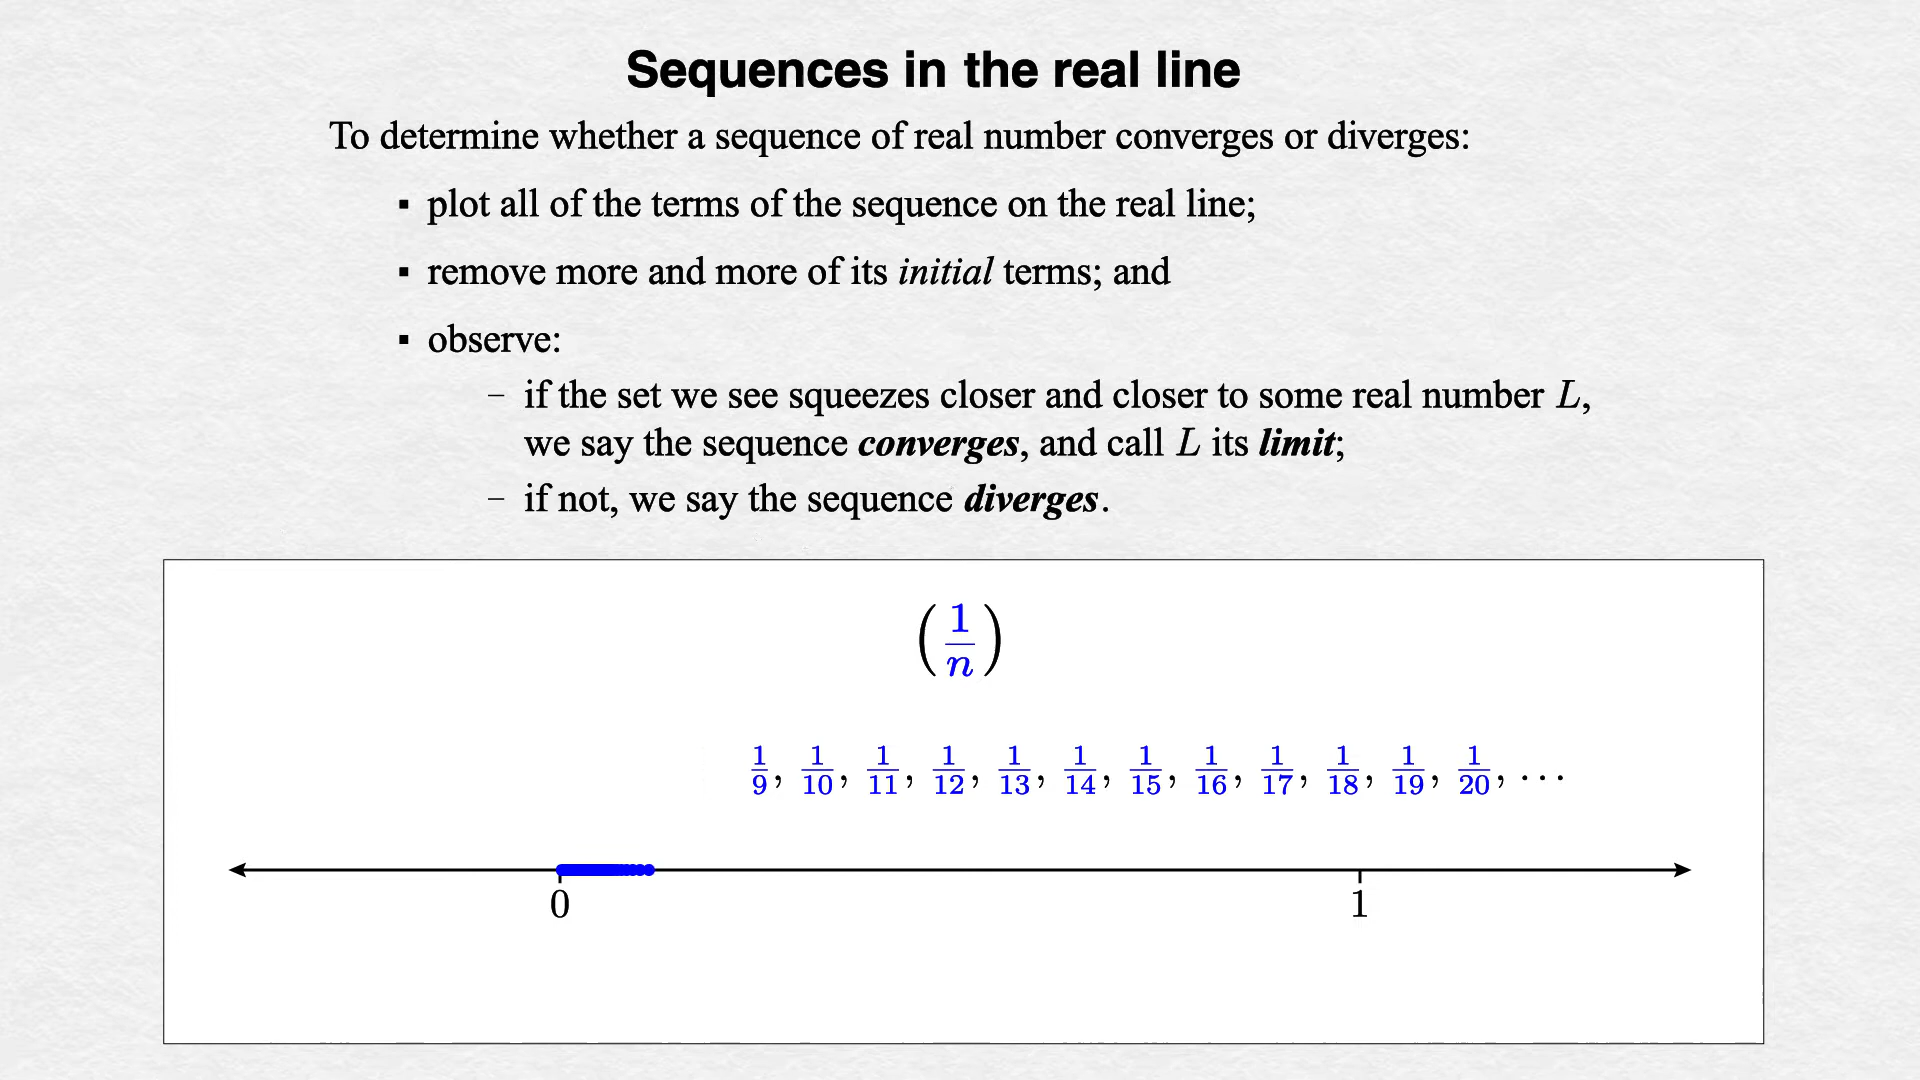 Sequences in the real line
To determine whether a sequence of real number converges or diverges:
▪ plot all of the terms of the sequence on the real line;
▪ remove more and more of its initial terms; and
▪ observe:
– if the set we see squeezes closer and closer to some real number L,
we say the sequence converges, and call L its limit;
– if not, we say the sequence diverges.
(1/n)
1/9, 1/10, 1/11, 1/12, 1/13, 1/14, 1/15, 1/16, 1/17, 1/18, 1/19, 1/20, ...
0 1